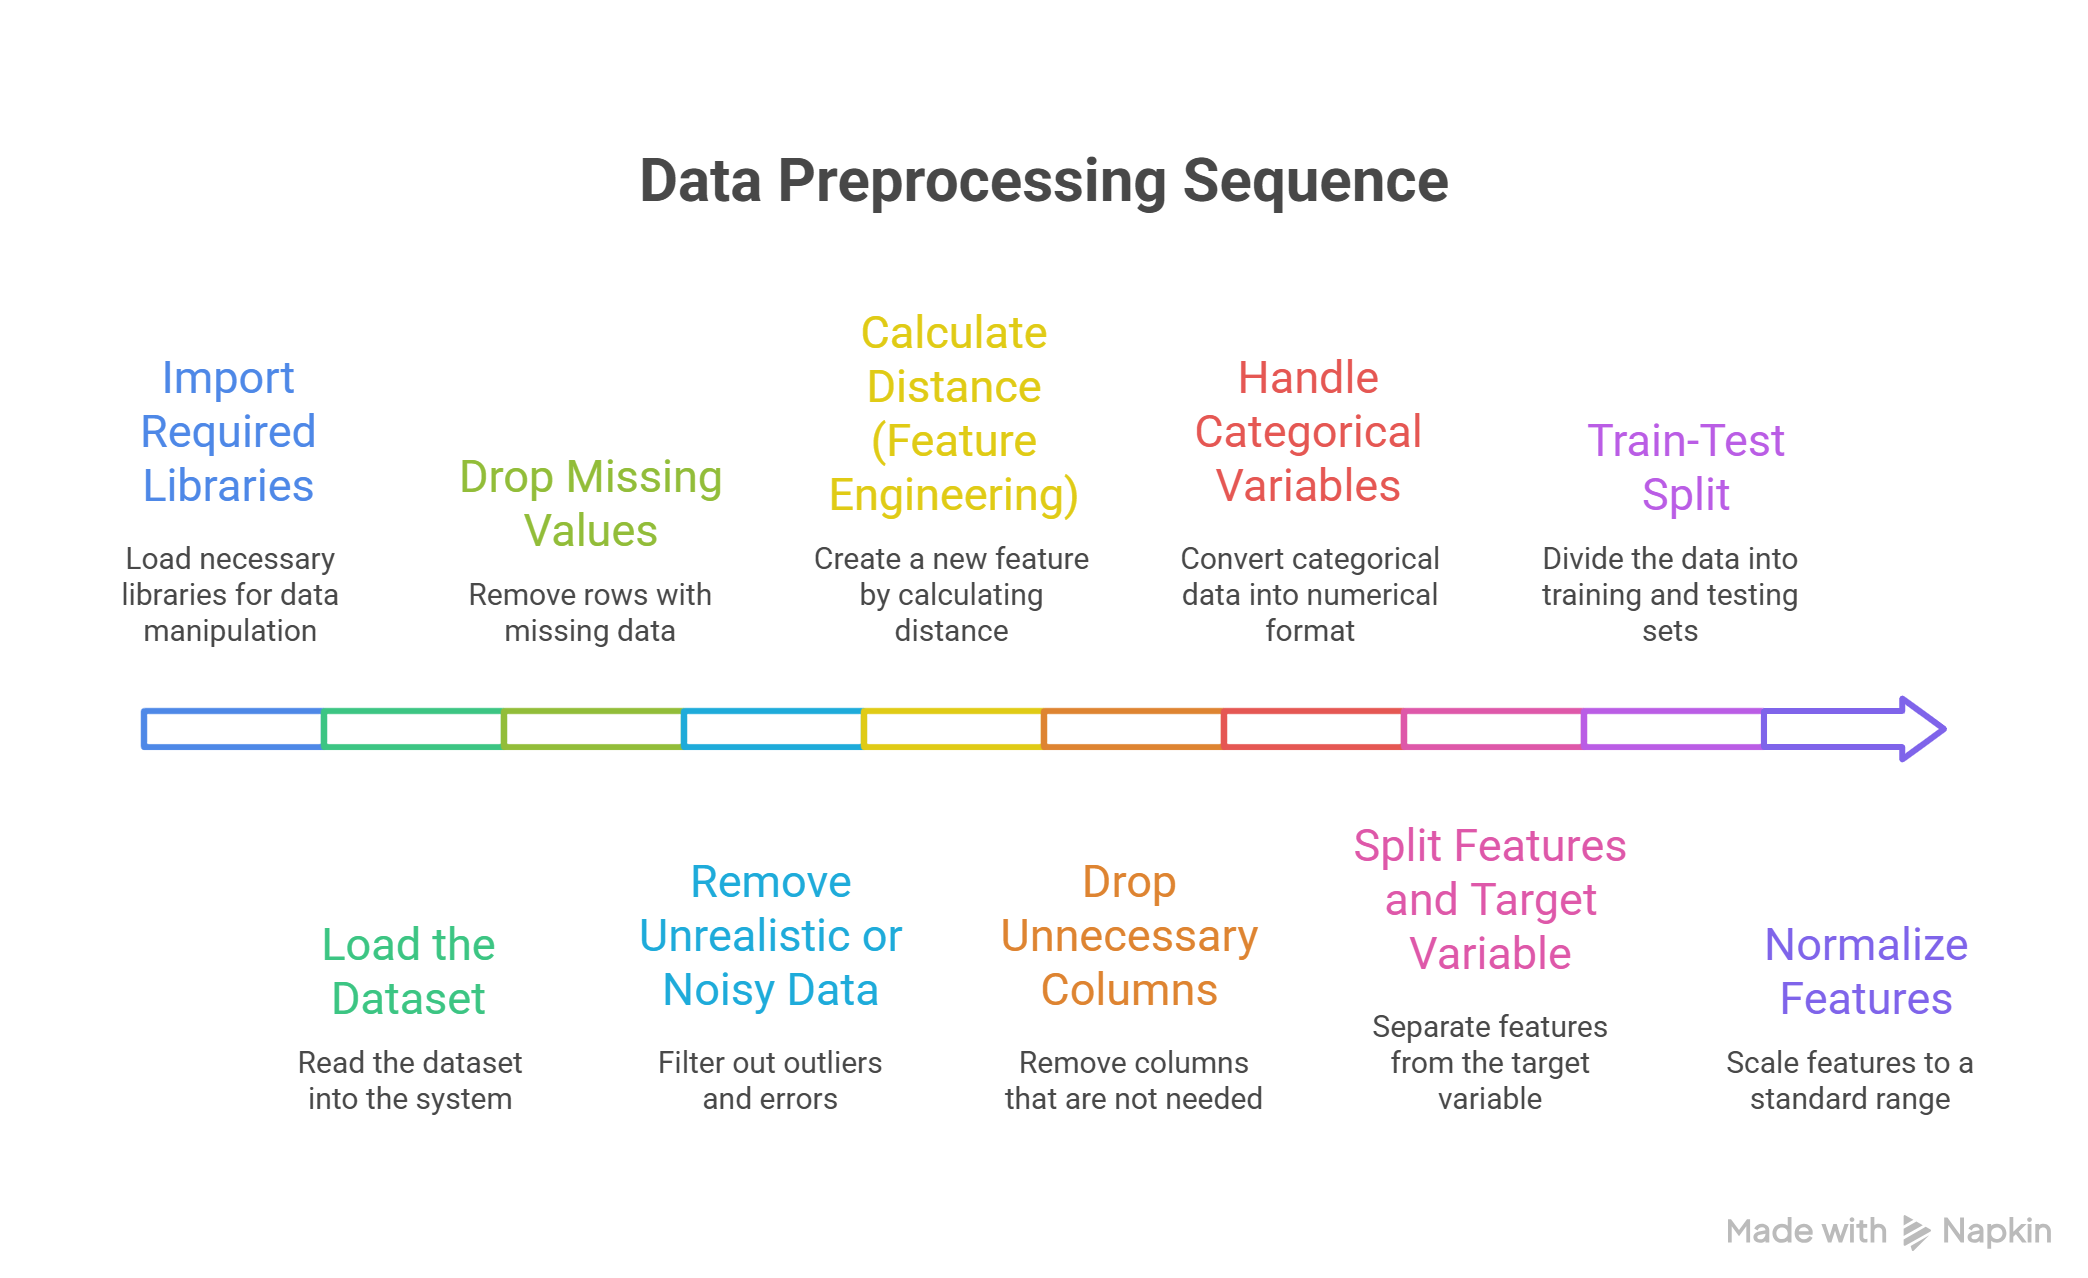 Data Preprocessing Sequence
Import
Required
Libraries
Load necessary
libraries for data
manipulation
Load the
Dataset
Read the dataset
into the system
Drop Missing
Values
Remove rows with
missing data
Remove
Unrealistic or
Noisy Data
Filter out outliers
and errors
Calculate
Distance
(Feature
Engineering)
Create a new feature
by calculating
distance
Drop
Unnecessary
Columns
Remove columns
that are not needed
Handle
Categorical
Variables
Convert categorical
data into numerical
format
Split Features
and Target
Variable
Separate features
from the target
variable
Train-Test
Split
Divide the data into
training and testing
sets
Normalize
Features
Scale features to a
standard range
Made with Napkin